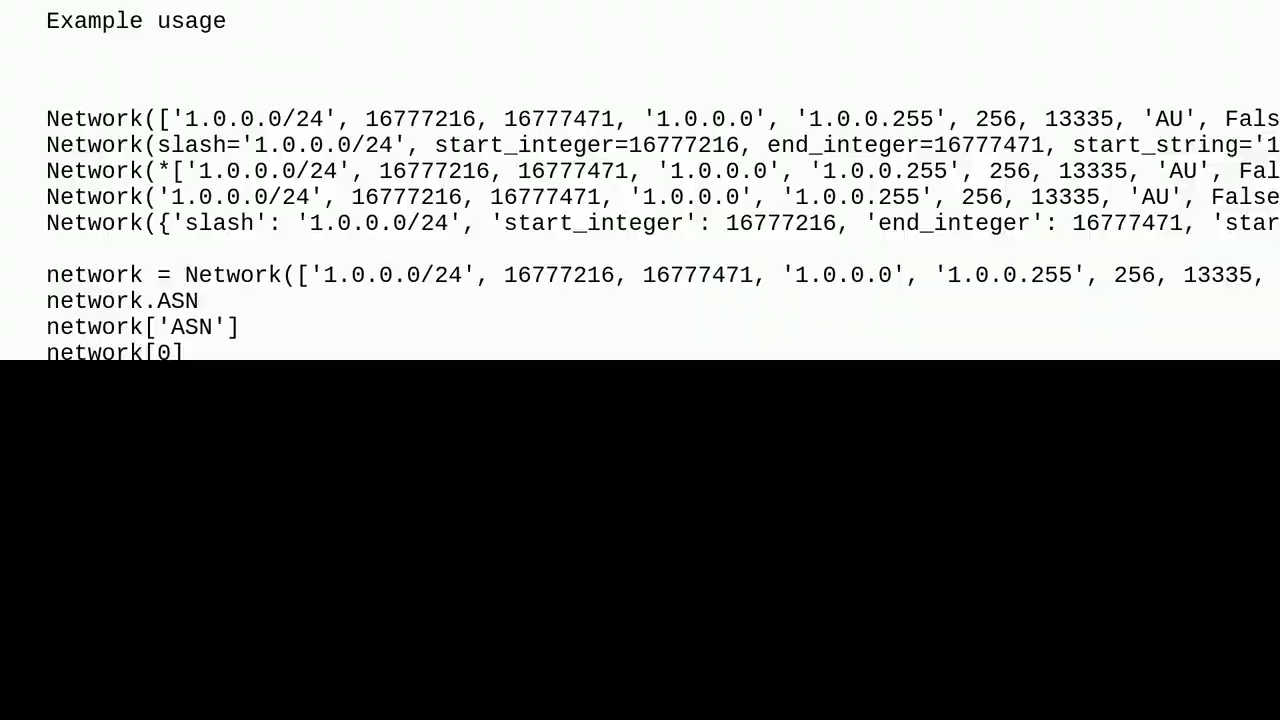 Example usage
Network(['1.0.0.0/24', 16777216, 16777471, '1.0.0.0', '1.0.0.255', 256, 13335, 'AU', Fals
Network(slash='1.0.0.0/24', start_integer=16777216, end_integer=16777471, start_string='1
Network(*['1.0.0.0/24', 16777216, 16777471, '1.0.0.0', '1.0.0.255', 256, 13335, 'AU', Fal
Network('1.0.0.0/24', 16777216, 16777471, '1.0.0.0', '1.0.0.255', 256, 13335, 'AU', False
Network({'slash': '1.0.0.0/24', 'start_integer': 16777216, 'end_integer': 16777471, 'star
network = Network(['1.0.0.0/24', 16777216, 16777471, '1.0.0.0', '1.0.0.255', 256, 13335,
network.ASN
network['ASN']
network[0]